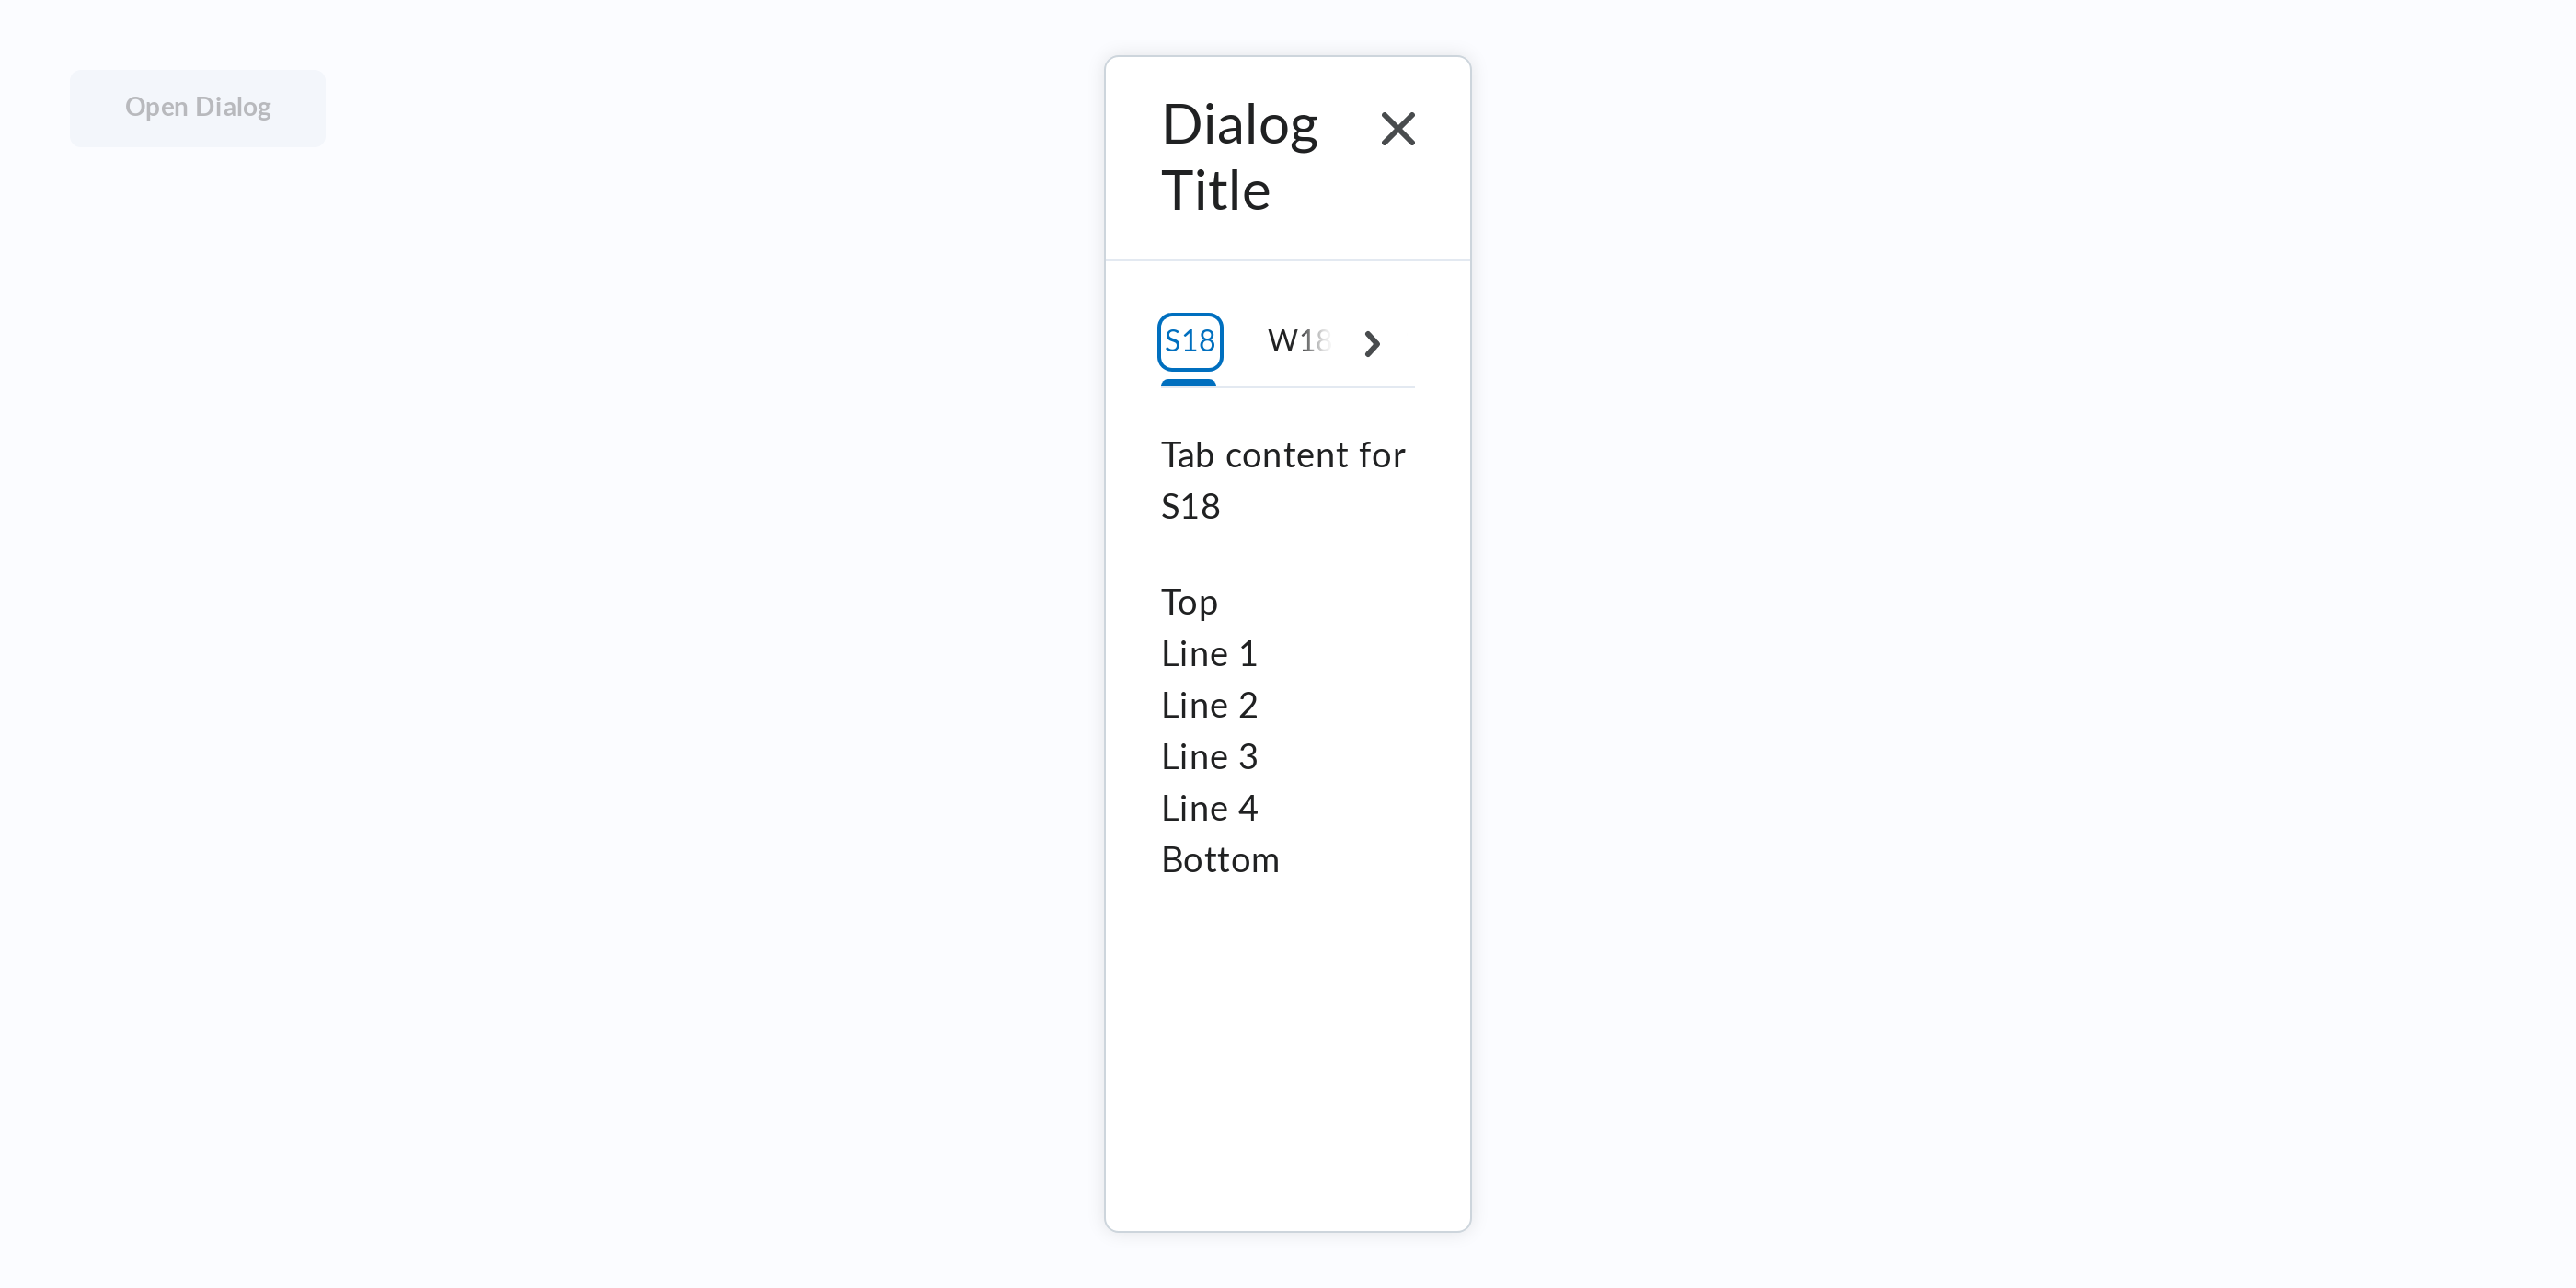 Open Dialog
Dialog
Title
S18 W18
Tab content for
S18
Top
Line 1
Line 2
Line 3
Line 4
Bottom